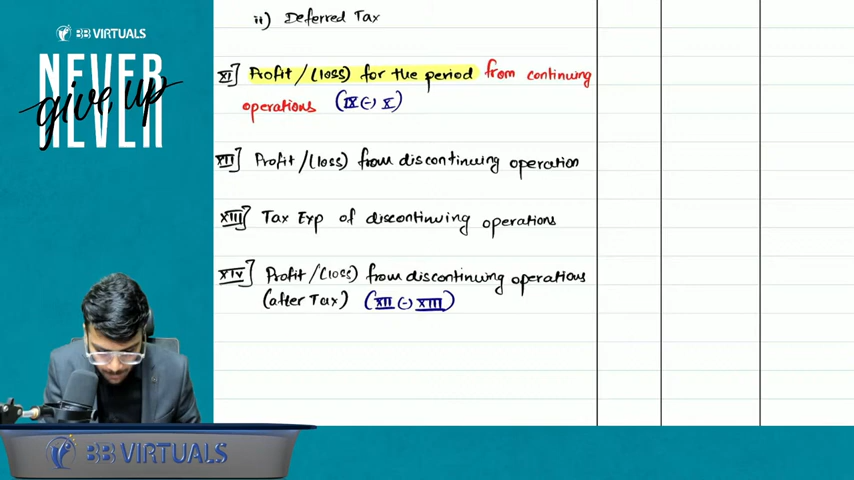 BB VIRTUALS
NEVER
give up
NEVER
ii) Deferred Tax
XI] Profit/(loss) for the period from continuing
operations (IX (-) X)
XII] Profit/(loss) from discontinuing operation
XIII] Tax Exp of discontinuing operations
XIV] Profit/(loss) from discontinuing operations
(after Tax) (XII (-) XIII)
BB VIRTUALS